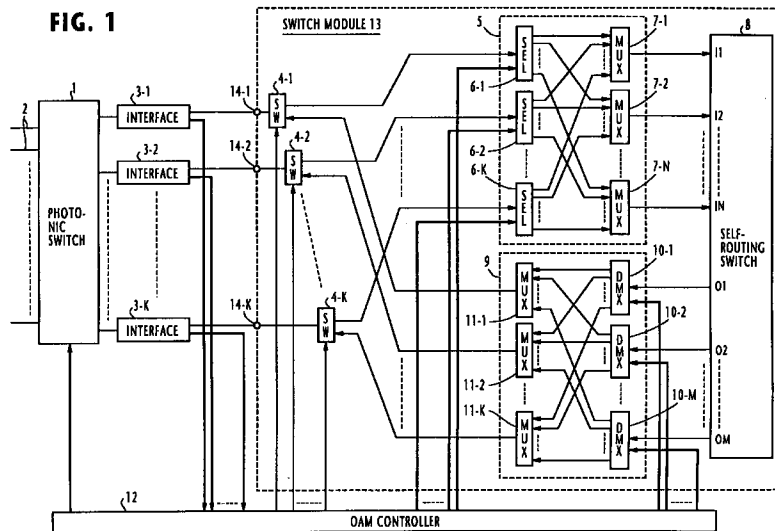 FIG. 1
SWITCH MODULE 13
1
2
PHOTO-
NIC
SWITCH
3-1
INTERFACE
3-2
INTERFACE
3-K
INTERFACE
14-1
14-2
14-K
4-1
SW
4-2
SW
4-K
SW
5
SEL
6-1
SEL
6-2
6-K
SEL
MUX
7-1
MUX
7-2
MUX
7-N
8
I1
I2
IN
SELF-
ROUTING
SWITCH
O1
O2
OM
9
MUX
11-1
MUX
11-2
11-K
MUX
DMX
10-1
DMX
10-2
DMX
10-M
12
OAM CONTROLLER